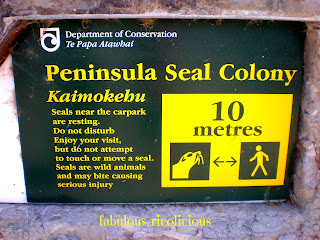 Department of Conservation
Te Papa Atawhai
Peninsula Seal Colony
Kaimokehu
Seals near the carpark
are resting.
Do not disturb
Enjoy your visit,
but do not attempt
to touch or move a seal.
Seals are wild animals
and may bite causing
serious injury
10
metres
fabulous ricolicious